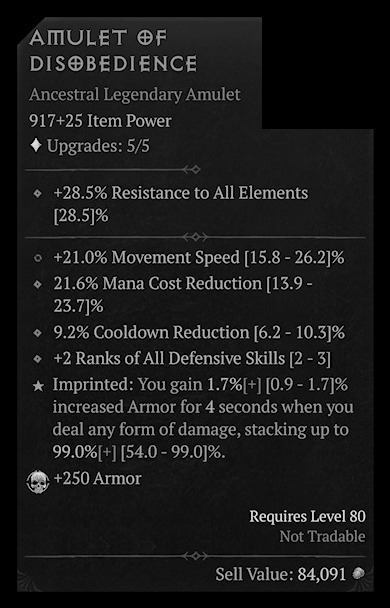 AMULET OF
DISOBEDIENCE
Ancestral Legendary Amulet
917+25 Item Power
Upgrades: 5/5
+28.5% Resistance to All Elements
[28.5]%
+21.0% Movement Speed [15.8 - 26.2]%
21.6% Mana Cost Reduction [13.9 -
23.7]%
9.2% Cooldown Reduction [6.2 - 10.3]%
+2 Ranks of All Defensive Skills [2 - 3]
Imprinted: You gain 1.7%[+] [0.9 - 1.7]%
increased Armor for 4 seconds when you
deal any form of damage, stacking up to
99.0%[+] [54.0 - 99.0]%.
+250 Armor
Requires Level 80
Not Tradable
Sell Value: 84,091